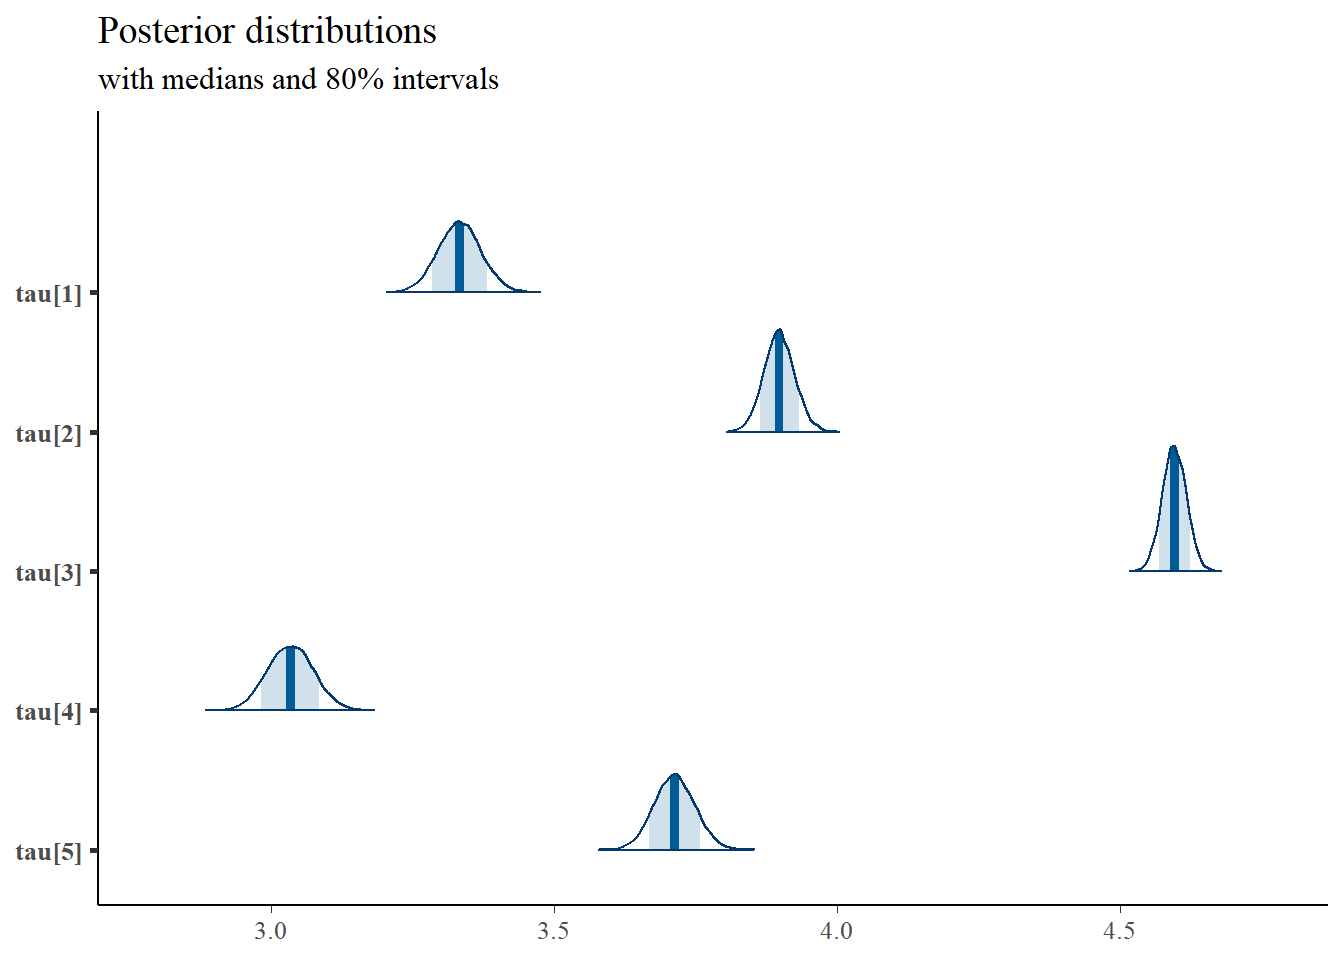 Posterior distributions
with medians and 80% intervals
tau[1]
tau[2]
tau[3]
tau[4]
tau[5]
3.0 3.5 4.0 4.5